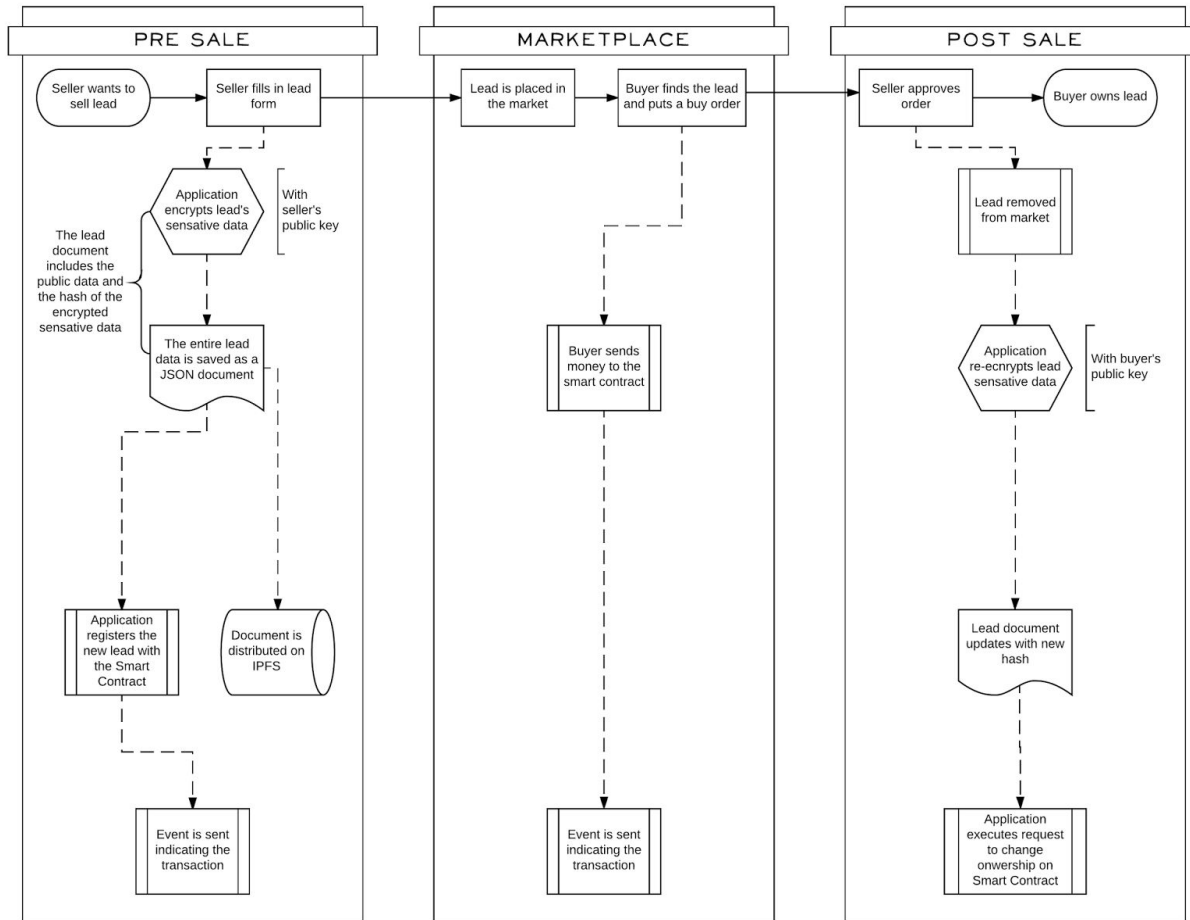 PRE SALE
Seller wants to
sell lead
Seller fills in lead
form
Application
encrypts lead's
sensative data
With
seller's
public key
The lead
document
includes the
public data and
the hash of the
encrypted
sensative data
The entire lead
data is saved as a
JSON document
Application
registers the
new lead with
the Smart
Contract
Document is
distributed on
IPFS
Event is sent
indicating the
transaction
MARKETPLACE
Lead is placed in
the market
Buyer finds the lead
and puts a buy order
Buyer sends
money to the
smart contract
Event is sent
indicating the
transaction
POST SALE
Seller approves
order
Buyer owns lead
Lead removed
from market
Application
re-ecnrypts lead
sensative data
With buyer's
public key
Lead document
updates with new
hash
Application
executes request
to change
onwership on
Smart Contract